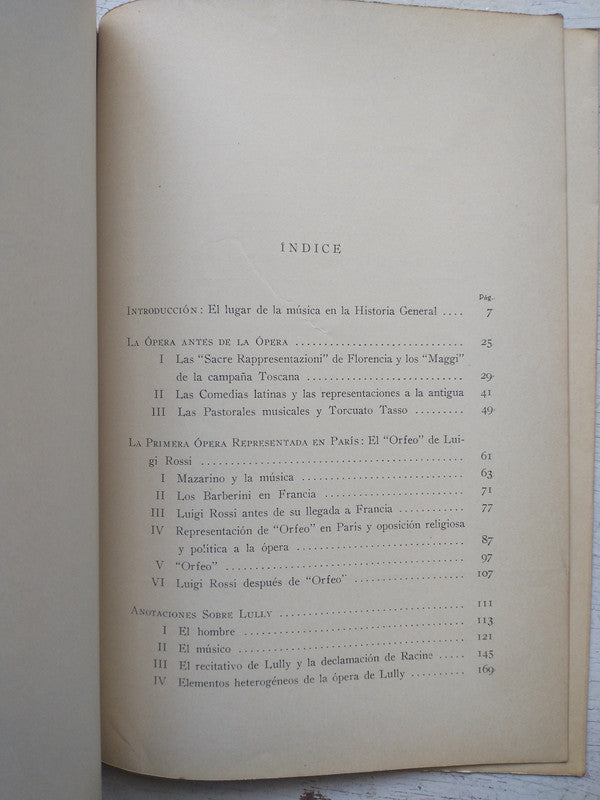 ÍNDICE
Pág.
INTRODUCCIÓN: El lugar de la música en la Historia General .... 7
LA ÓPERA ANTES DE LA ÓPERA ........................ 25
I Las "Sacre Rappresentazioni" de Florencia y los "Maggi"
de la campaña Toscana ........................ 29
II Las Comedias latinas y las representaciones a la antigua 41
III Las Pastorales musicales y Torcuato Tasso ......... 49
LA PRIMERA ÓPERA REPRESENTADA EN PARÍS: El "Orfeo" de Lui-
gi Rossi ........................ 61
I Mazarino y la música ........................ 63
II Los Barberini en Francia ........................ 71
III Luigi Rossi antes de su llegada a Francia .......... 77
IV Representación de "Orfeo" en París y oposición religiosa
y política a la ópera ........................ 87
V "Orfeo" ........................ 97
VI Luigi Rossi después de "Orfeo" ................ 107
ANOTACIONES SOBRE LULLY ........................ 111
I El hombre ........................ 113
II El músico ........................ 121
III El recitativo de Lully y la declamación de Racine ..... 145
IV Elementos heterogéneos de la ópera de Lully .......... 169